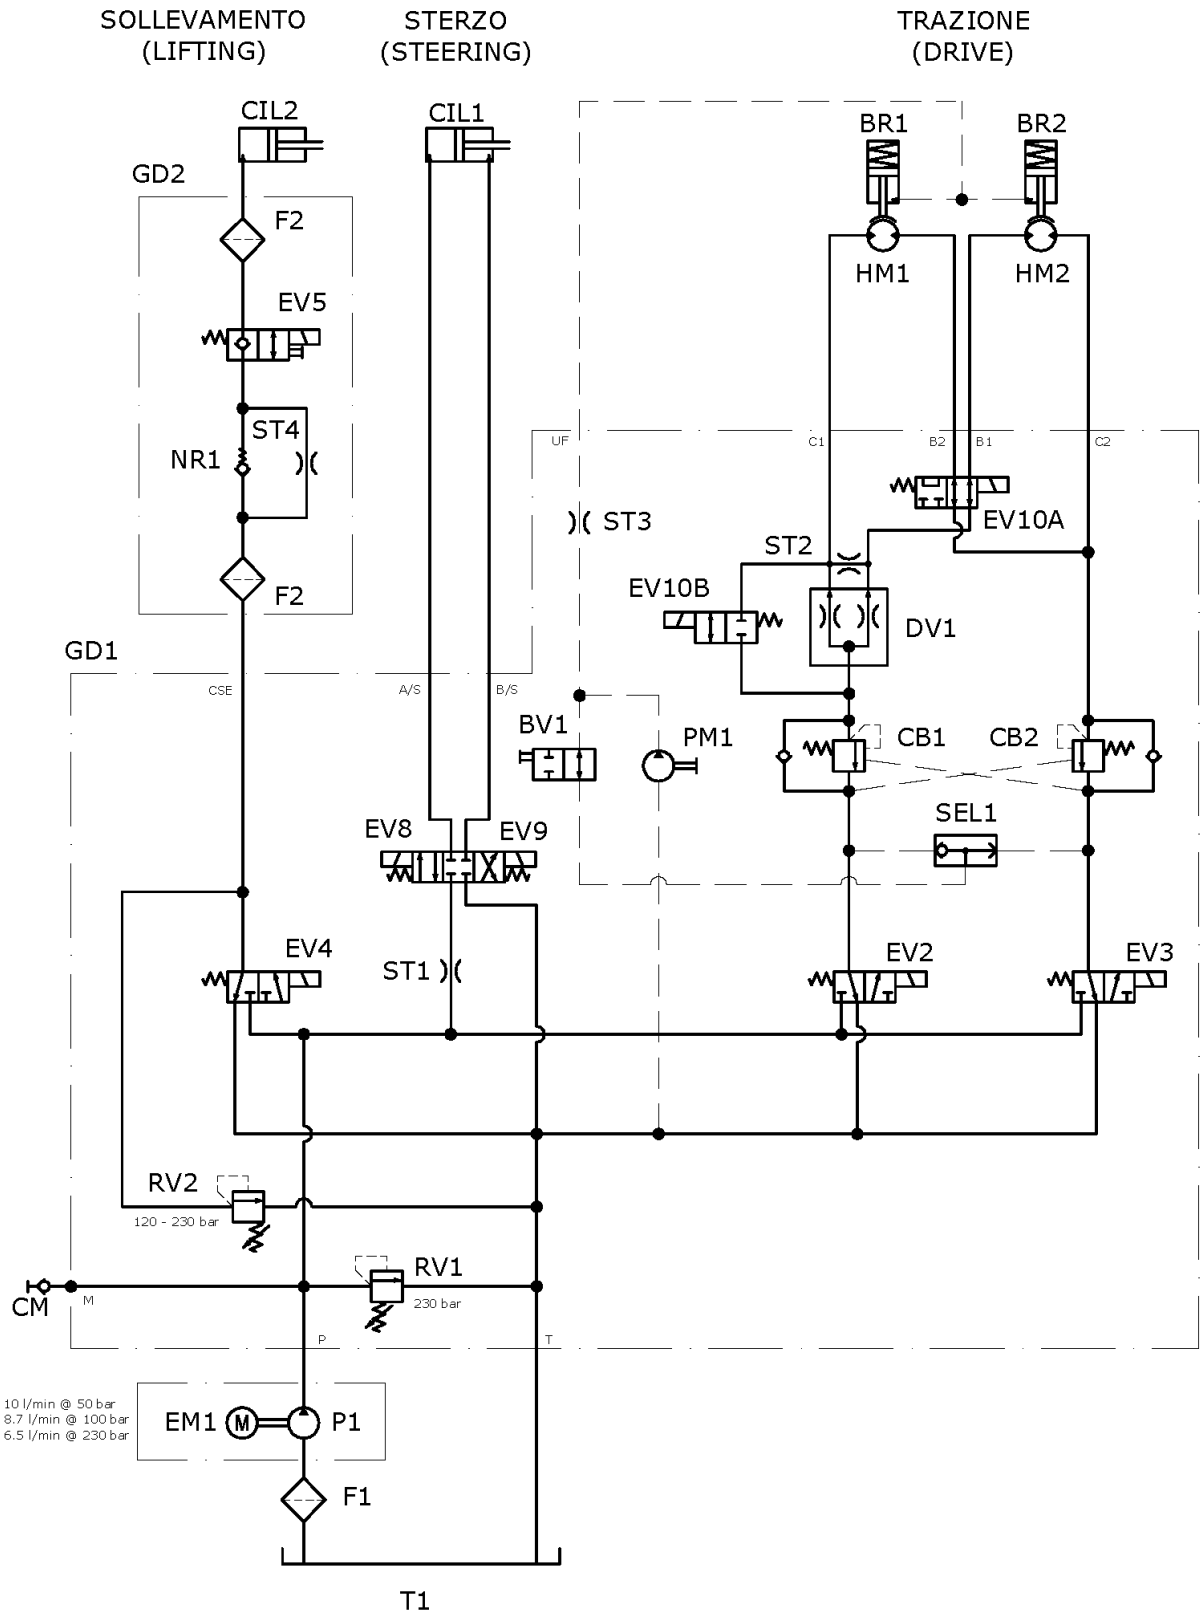 SOLLEVAMENTO
(LIFTING)
STERZO
(STEERING)
TRAZIONE
(DRIVE)
CIL2
CIL1
BR1
BR2
GD2
F2
HM1
HM2
EV5
ST4
NR1
UF
C1
B2
B1
C2
EV10A
ST3
ST2
F2
EV10B
DV1
GD1
CSE
A/S
B/S
BV1
PM1
CB1
CB2
SEL1
EV8
EV9
EV4
ST1
EV2
EV3
RV2
120 - 230 bar
RV1
230 bar
CM
M
P
T
10 l/min @ 50 bar
8.7 l/min @ 100 bar
6.5 l/min @ 230 bar
EM1
M
P1
F1
T1